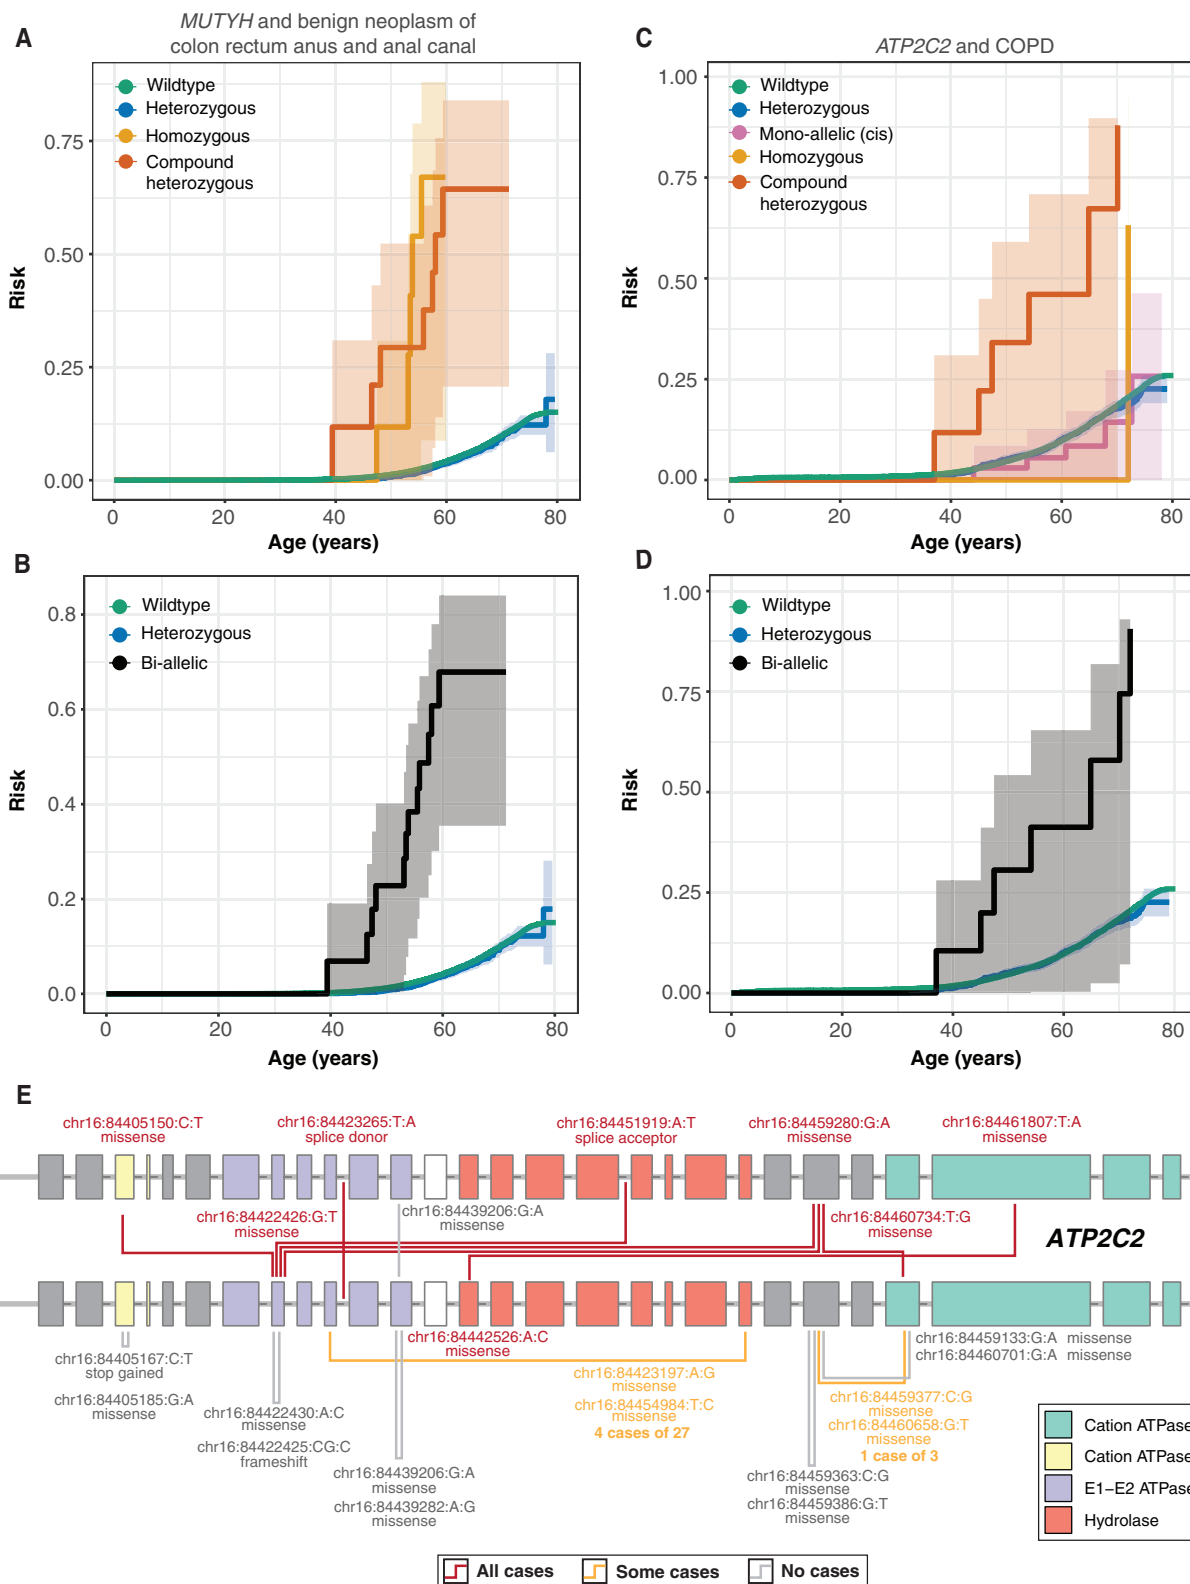 A
MUTYH and benign neoplasm of
colon rectum anus and anal canal
Wildtype
Heterozygous
Homozygous
Compound
heterozygous
Risk
0.75
0.50
0.25
0.00
0
20
40
60
80
Age (years)
C
ATP2C2 and COPD
Wildtype
Heterozygous
Mono-allelic (cis)
Homozygous
Compound
heterozygous
Risk
1.00
0.75
0.50
0.25
0.00
0
20
40
60
80
Age (years)
B
Wildtype
Heterozygous
Bi-allelic
Risk
0.8
0.6
0.4
0.2
0.0
0
20
40
60
80
Age (years)
D
Wildtype
Heterozygous
Bi-allelic
Risk
1.00
0.75
0.50
0.25
0.00
0
20
40
60
80
Age (years)
E
chr16:84405150:C:T
missense
chr16:84423265:T:A
splice donor
chr16:84451919:A:T
splice acceptor
chr16:84459280:G:A
missense
chr16:84461807:T:A
missense
chr16:84422426:G:T
missense
chr16:84439206:G:A
missense
chr16:84460734:T:G
missense
ATP2C2
chr16:84405167:C:T
stop gained
chr16:84405185:G:A
missense
chr16:84422430:A:C
missense
chr16:84422425:CG:C
frameshift
chr16:84442526:A:C
missense
chr16:84439206:G:A
missense
chr16:84439282:A:G
missense
chr16:84423197:A:G
missense
chr16:84454984:T:C
missense
4 cases of 27
chr16:84459133:G:A missense
chr16:84460701:G:A missense
chr16:84459377:C:G
missense
chr16:84460658:G:T
missense
1 case of 3
chr16:84459363:C:G
missense
chr16:84459386:G:T
missense
Cation ATPase
Cation ATPase
E1–E2 ATPase
Hydrolase
All cases
Some cases
No cases